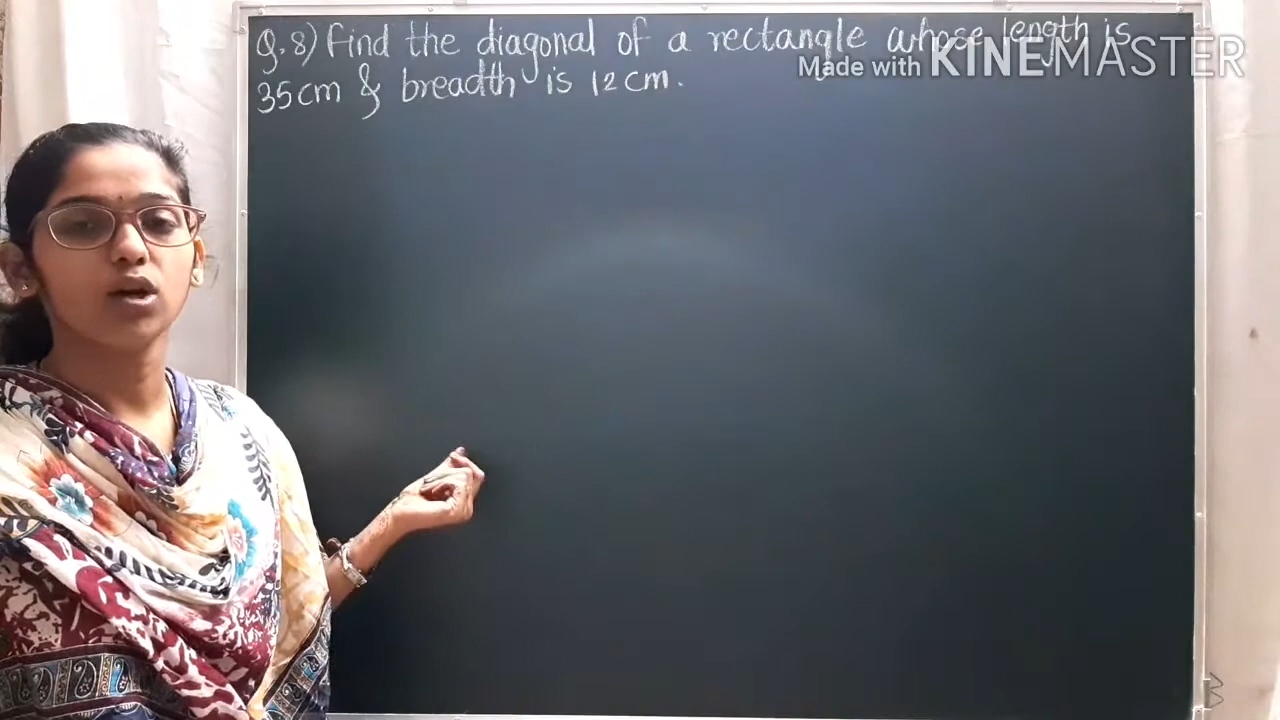 Q.8) Find the diagonal of a rectangle whose length is
Made with KINEMASTER
35cm & breadth is 12cm.